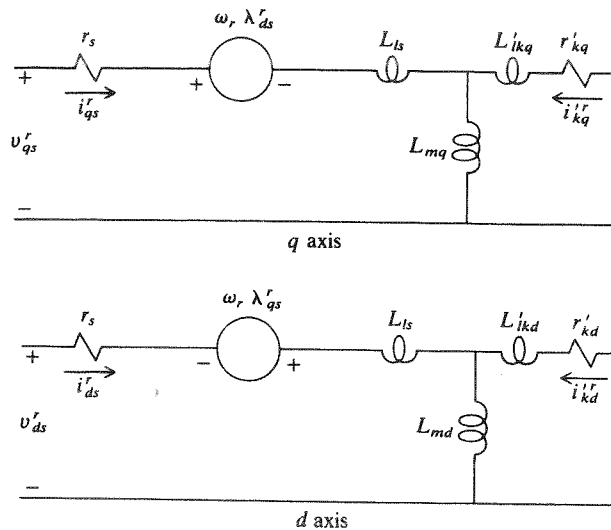 ω_r λ^r_ds
r_s
L_ls
L'_lkq
r'_kq
+
+ −
i^r_qs
i'^r_kq
υ^r_qs
L_mq
−
q axis
ω_r λ^r_qs
r_s
L_ls
L'_lkd
r'_kd
+
− +
i^r_ds
i'^r_kd
υ^r_ds
L_md
−
d axis